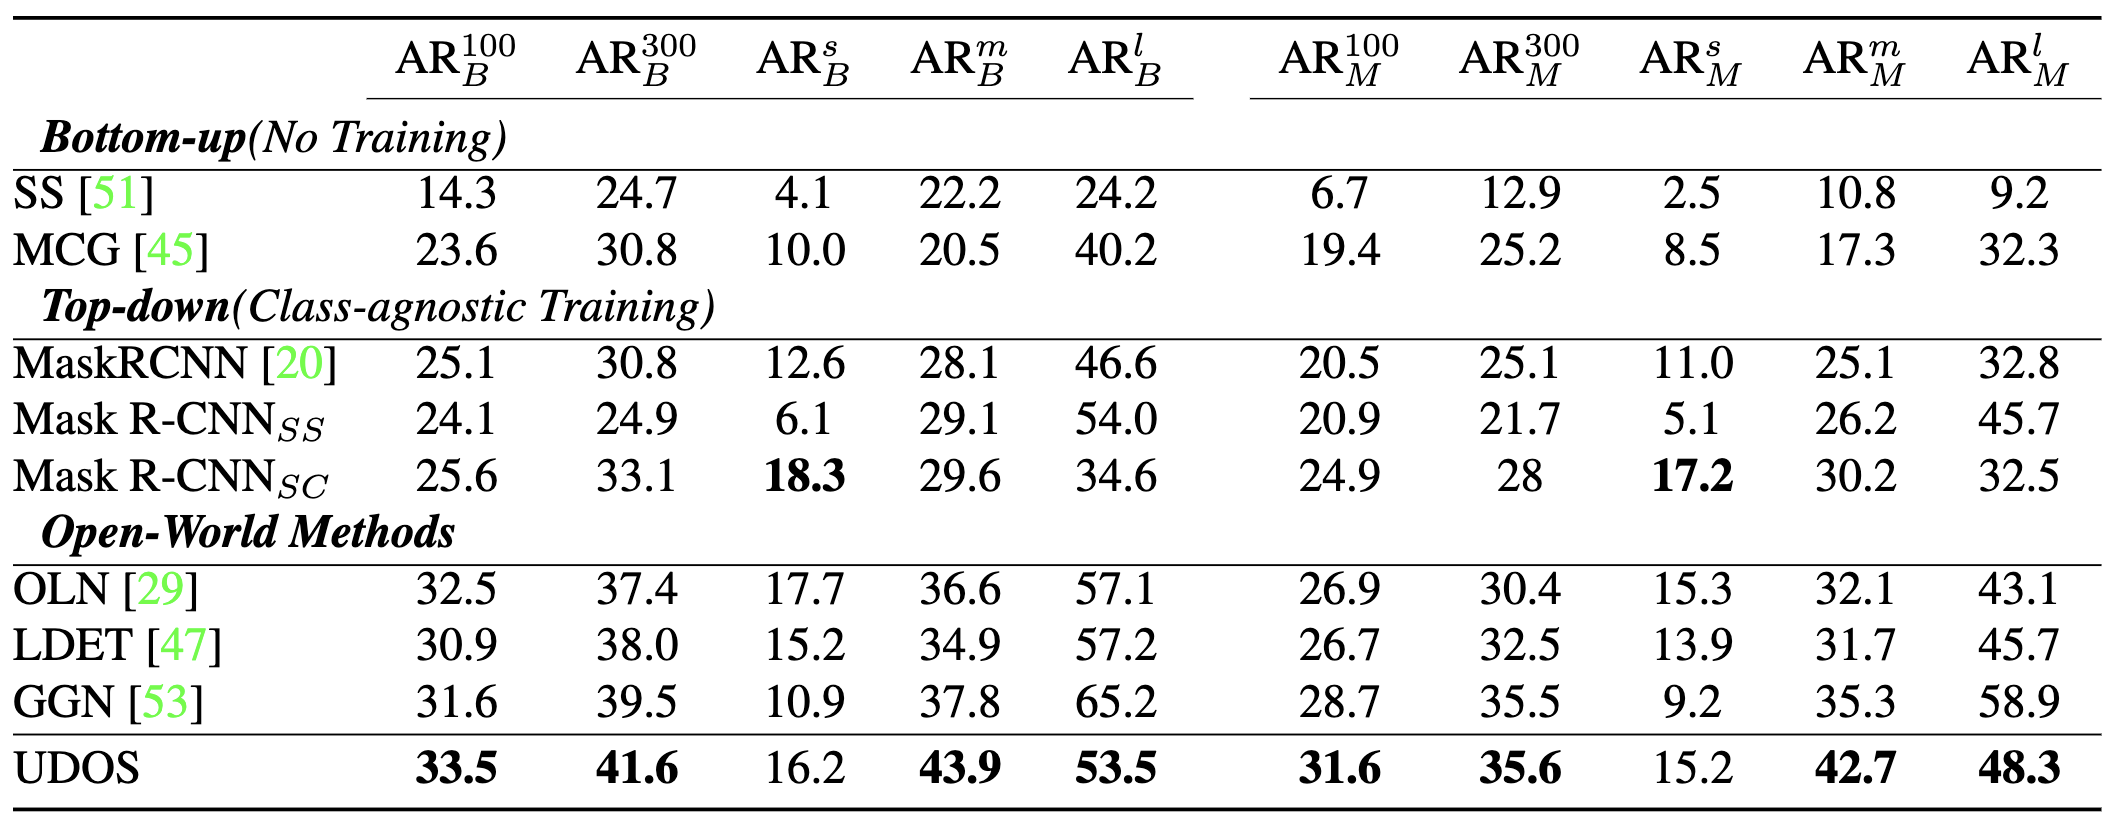 AR_B^100 AR_B^300 AR_B^s AR_B^m AR_B^l AR_M^100 AR_M^300 AR_M^s AR_M^m AR_M^l
Bottom-up(No Training)
SS [51] 14.3 24.7 4.1 22.2 24.2 6.7 12.9 2.5 10.8 9.2
MCG [45] 23.6 30.8 10.0 20.5 40.2 19.4 25.2 8.5 17.3 32.3
Top-down(Class-agnostic Training)
MaskRCNN [20] 25.1 30.8 12.6 28.1 46.6 20.5 25.1 11.0 25.1 32.8
Mask R-CNN_SS 24.1 24.9 6.1 29.1 54.0 20.9 21.7 5.1 26.2 45.7
Mask R-CNN_SC 25.6 33.1 18.3 29.6 34.6 24.9 28 17.2 30.2 32.5
Open-World Methods
OLN [29] 32.5 37.4 17.7 36.6 57.1 26.9 30.4 15.3 32.1 43.1
LDET [47] 30.9 38.0 15.2 34.9 57.2 26.7 32.5 13.9 31.7 45.7
GGN [53] 31.6 39.5 10.9 37.8 65.2 28.7 35.5 9.2 35.3 58.9
UDOS 33.5 41.6 16.2 43.9 53.5 31.6 35.6 15.2 42.7 48.3